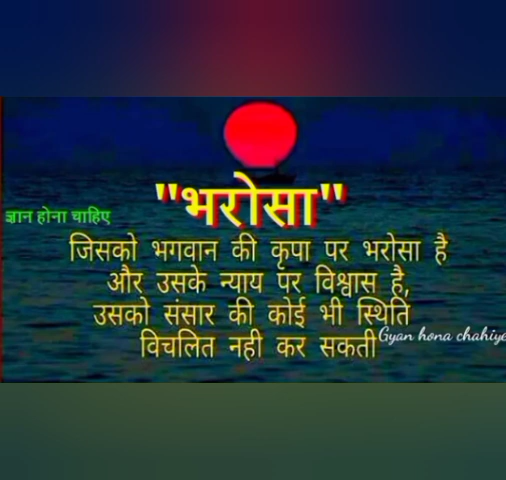 "भरोसा"
ज्ञान होना चाहिए
जिसको भगवान की कृपा पर भरोसा है
और उसके न्याय पर विश्वास है,
उसको संसार की कोई भी स्थिति
विचलित नही कर सकती
Gyan hona chahiye